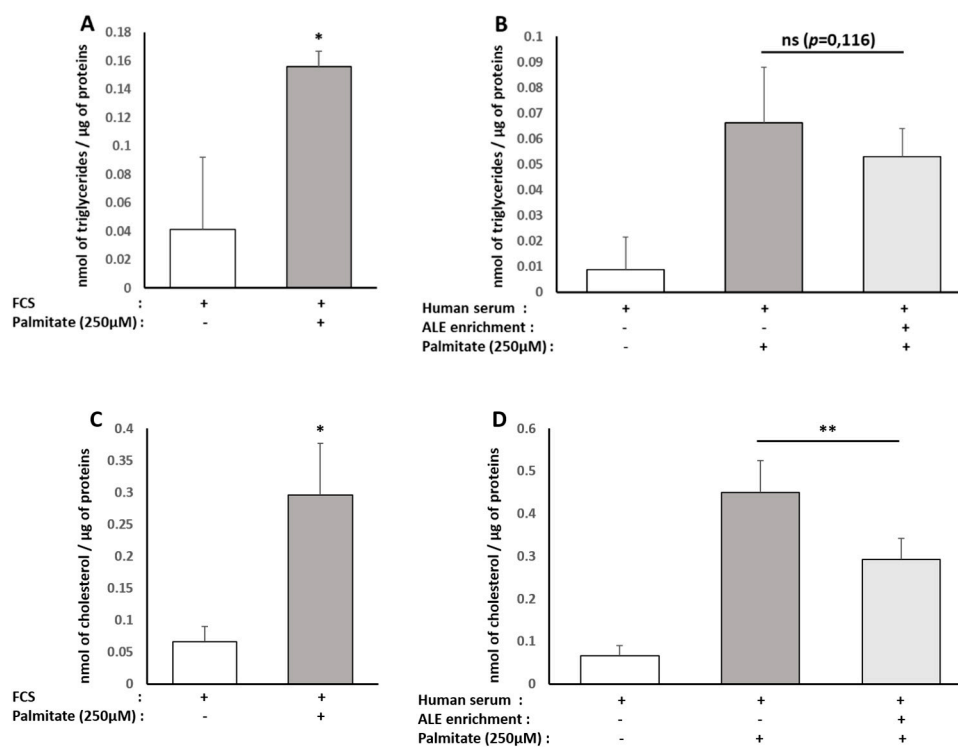 A
nmol of triglycerides / µg of proteins
0.18
0.16
0.14
0.12
0.1
0.08
0.06
0.04
0.02
0
*
FCS : + +
Palmitate (250µM) : - +
B
nmol of triglycerides / µg of proteins
0.1
0.09
0.08
0.07
0.06
0.05
0.04
0.03
0.02
0.01
0
ns (p=0,116)
Human serum : + + +
ALE enrichment : - - +
Palmitate (250µM) : - + +
C
nmol of cholesterol / µg of proteins
0.4
0.35
0.3
0.25
0.2
0.15
0.1
0.05
0
*
FCS : + +
Palmitate (250µM) : - +
D
nmol of cholesterol / µg of proteins
0.6
0.5
0.4
0.3
0.2
0.1
0
**
Human serum : + + +
ALE enrichment : - - +
Palmitate (250µM) : - + +